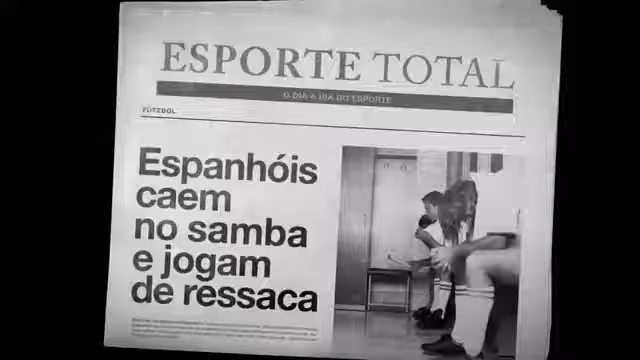 ESPORTE TOTAL
O DIA A DIA DO ESPORTE
FUTEBOL
Espanhóis
caem
no samba
e jogam
de ressaca